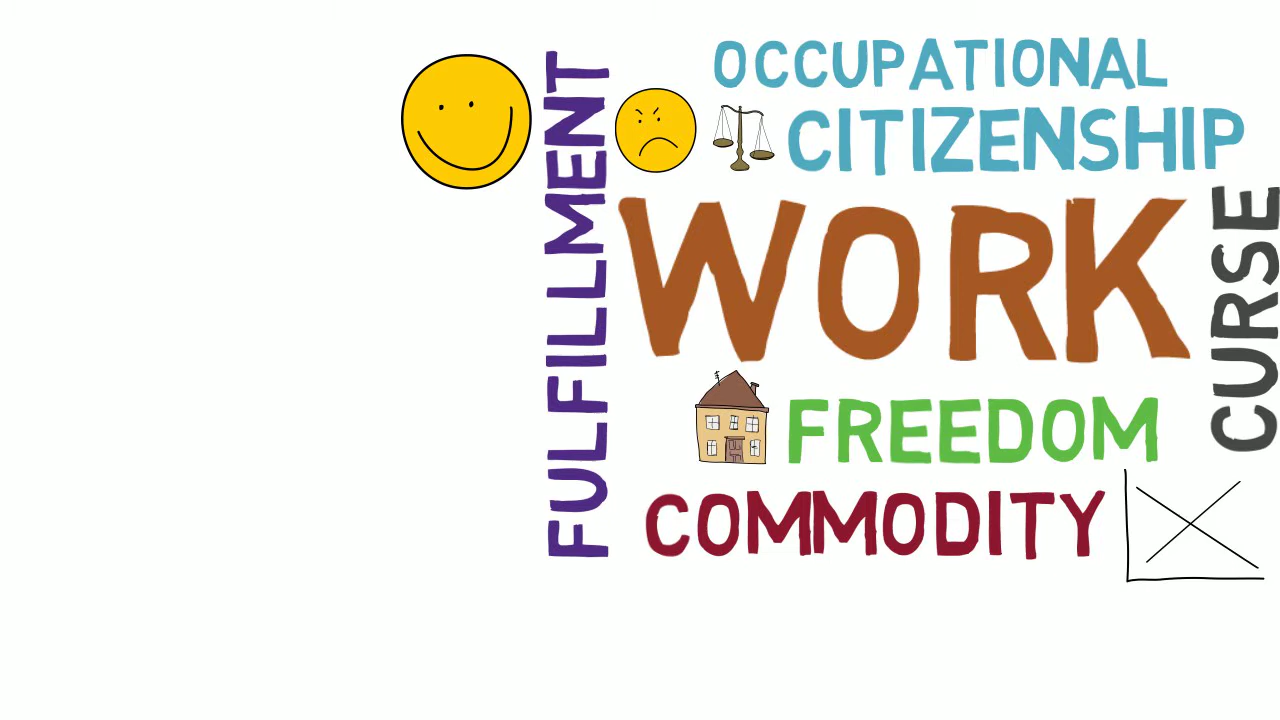 FULFILLMENT
OCCUPATIONAL
CITIZENSHIP
WORK
CURSE
FREEDOM
COMMODITY